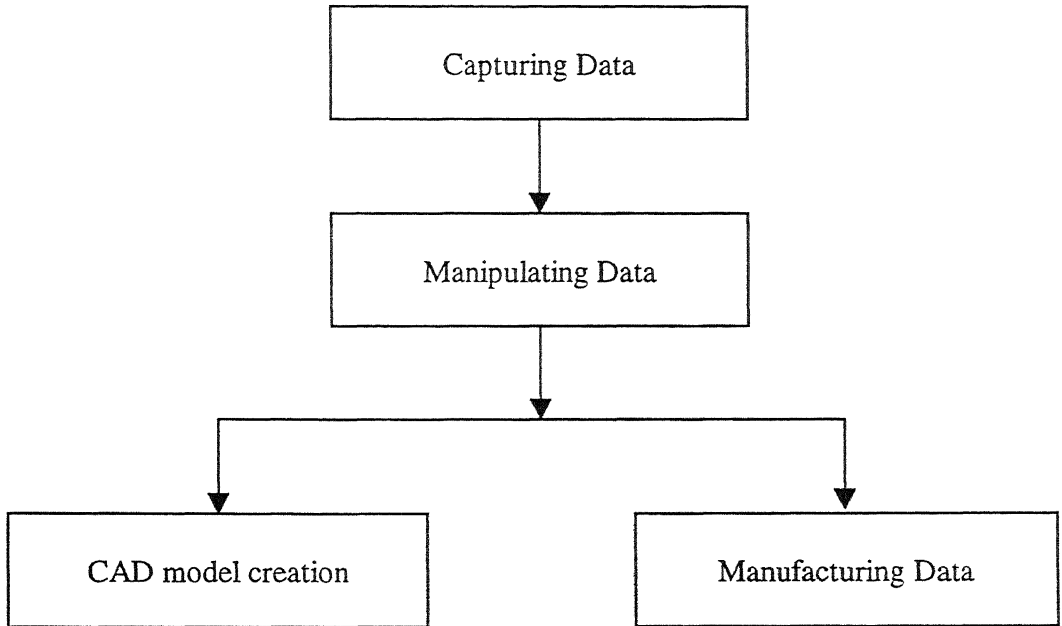 Capturing Data
Manipulating Data
CAD model creation
Manufacturing Data